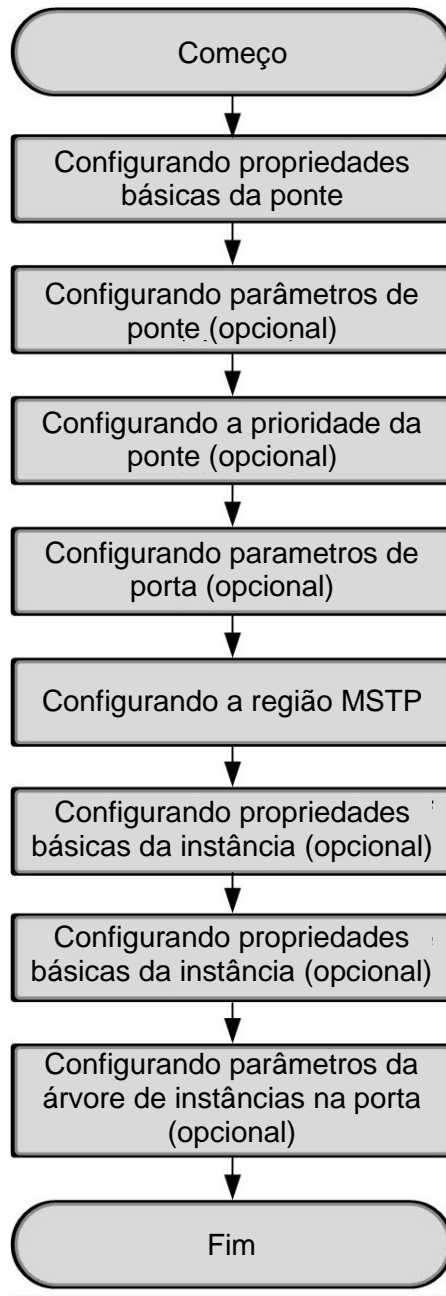 Começo
Configurando propriedades
básicas da ponte
Configurando parâmetros de
ponte (opcional)
Configurando a prioridade da
ponte (opcional)
Configurando parametros de
porta (opcional)
Configurando a região MSTP
Configurando propriedades
básicas da instância (opcional)
Configurando propriedades
básicas da instância (opcional)
Configurando parâmetros da
árvore de instâncias na porta
(opcional)
Fim